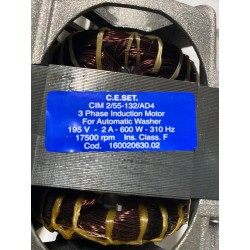 C.E.SET.
CIM 2/55-132/AD4
3 Phase Induction Motor
For Automatic Washer
195 V - 2 A - 600 W - 310 Hz
17500 rpm Ins. Class. F
Cod. 160020630.02